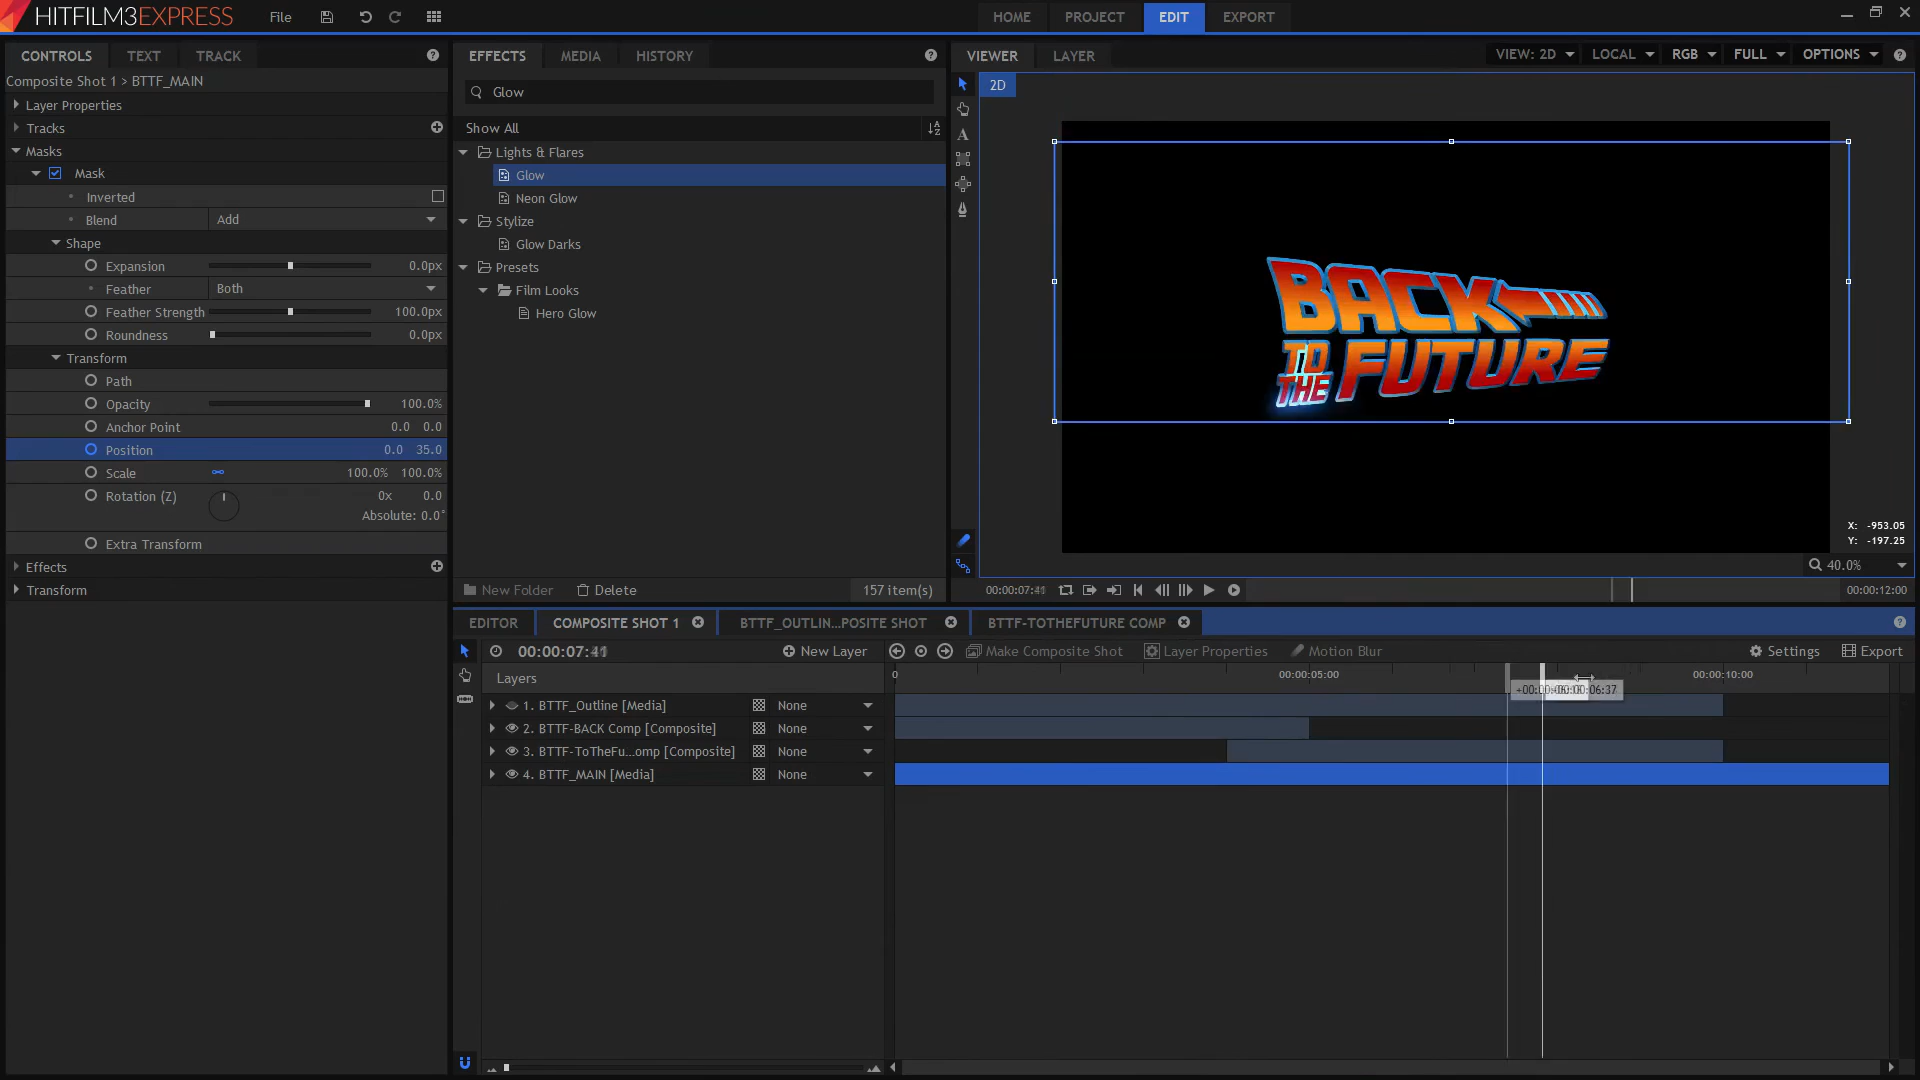 HITFILM3EXPRESS
File
HOME
PROJECT
EDIT
EXPORT
CONTROLS
TEXT
TRACK
Composite Shot 1 > BTTF_MAIN
Layer Properties
Tracks
Masks
Mask
Inverted
Blend Add
Shape
Expansion 0.0px
Feather Both
Feather Strength 100.0px
Roundness 0.0px
Transform
Path
Opacity 100.0%
Anchor Point 0.0 0.0
Position 0.0 35.0
Scale 100.0% 100.0%
Rotation (Z) 0x 0.0
Absolute: 0.0°
Extra Transform
Effects
Transform
EFFECTS
MEDIA
HISTORY
Glow
Show All
Lights & Flares
Glow
Neon Glow
Stylize
Glow Darks
Presets
Film Looks
Hero Glow
New Folder
Delete
157 item(s)
VIEWER
LAYER
VIEW: 2D
LOCAL
RGB
FULL
OPTIONS
2D
BACK
TO THE FUTURE
X: -953.05
Y: -197.25
40.0%
00:00:12:00
EDITOR
COMPOSITE SHOT 1
BTTF_OUTLIN...POSITE SHOT
BTTF-TOTHEFUTURE COMP
New Layer
Make Composite Shot
Layer Properties
Motion Blur
Settings
Export
Layers
0
00:00:05:00
00:00:10:00
1. BTTF_Outline [Media] None
2. BTTF-BACK Comp [Composite] None
3. BTTF-ToTheFu...omp [Composite] None
4. BTTF_MAIN [Media] None